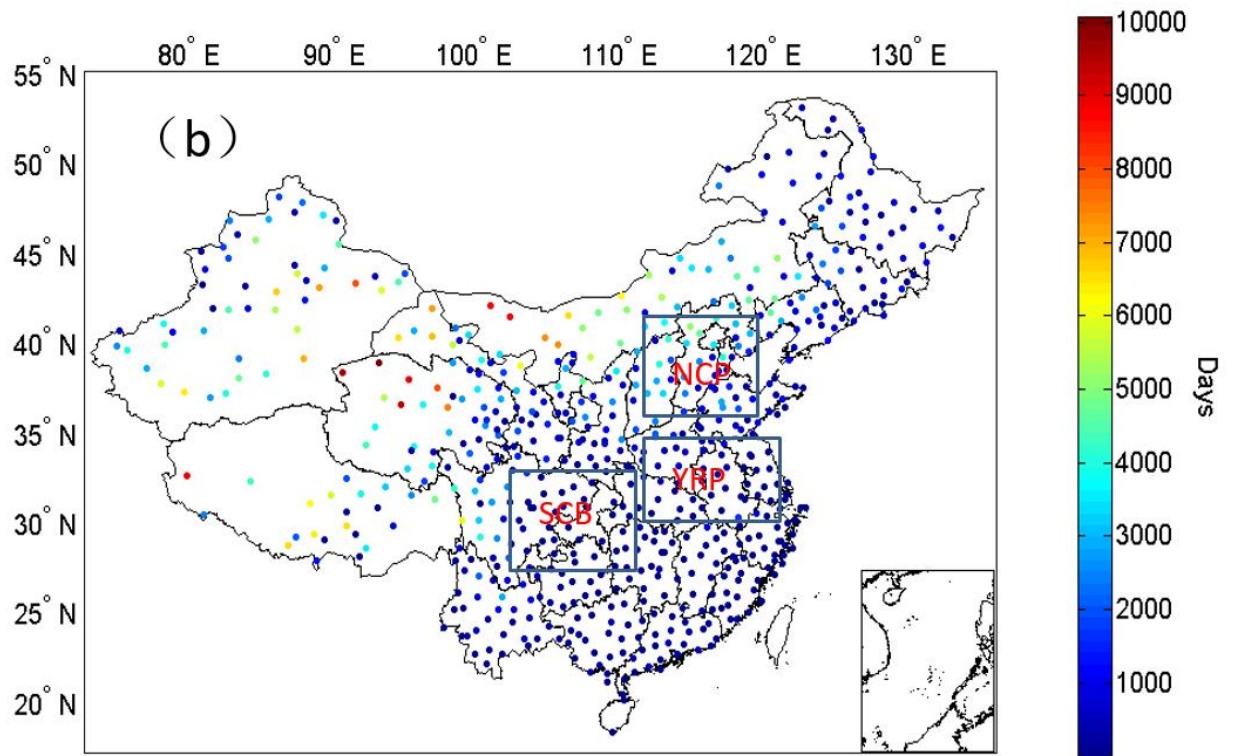 80° E 90° E 100° E 110° E 120° E 130° E
55° N
50° N
45° N
40° N
35° N
30° N
25° N
20° N
（b）
NCP
YRP
SCB
10000
9000
8000
7000
6000
5000
4000
3000
2000
1000
Days